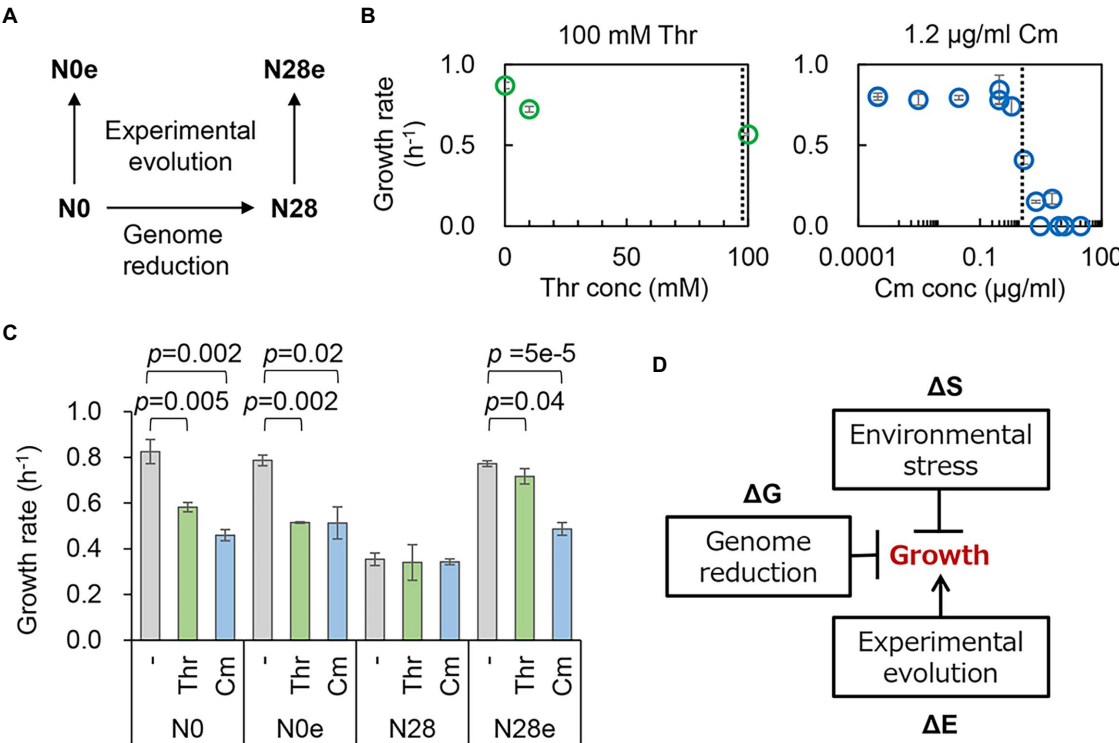 A
N0e
N28e
Experimental
evolution
N0
N28
Genome
reduction
B
100 mM Thr
1.2 µg/ml Cm
Growth rate
(h-1)
1.0
0.5
0.0
0
50
100
Thr conc (mM)
1.0
0.5
0.0
0.0001
0.1
100
Cm conc (µg/ml)
C
p=0.002
p=0.02
p =5e-5
p=0.005
p=0.002
p=0.04
Growth rate (h-1)
1.0
0.8
0.6
0.4
0.2
0.0
- Thr Cm - Thr Cm - Thr Cm - Thr Cm
N0 N0e N28 N28e
D
ΔS
Environmental
stress
ΔG
Genome
reduction
Growth
Experimental
evolution
ΔE